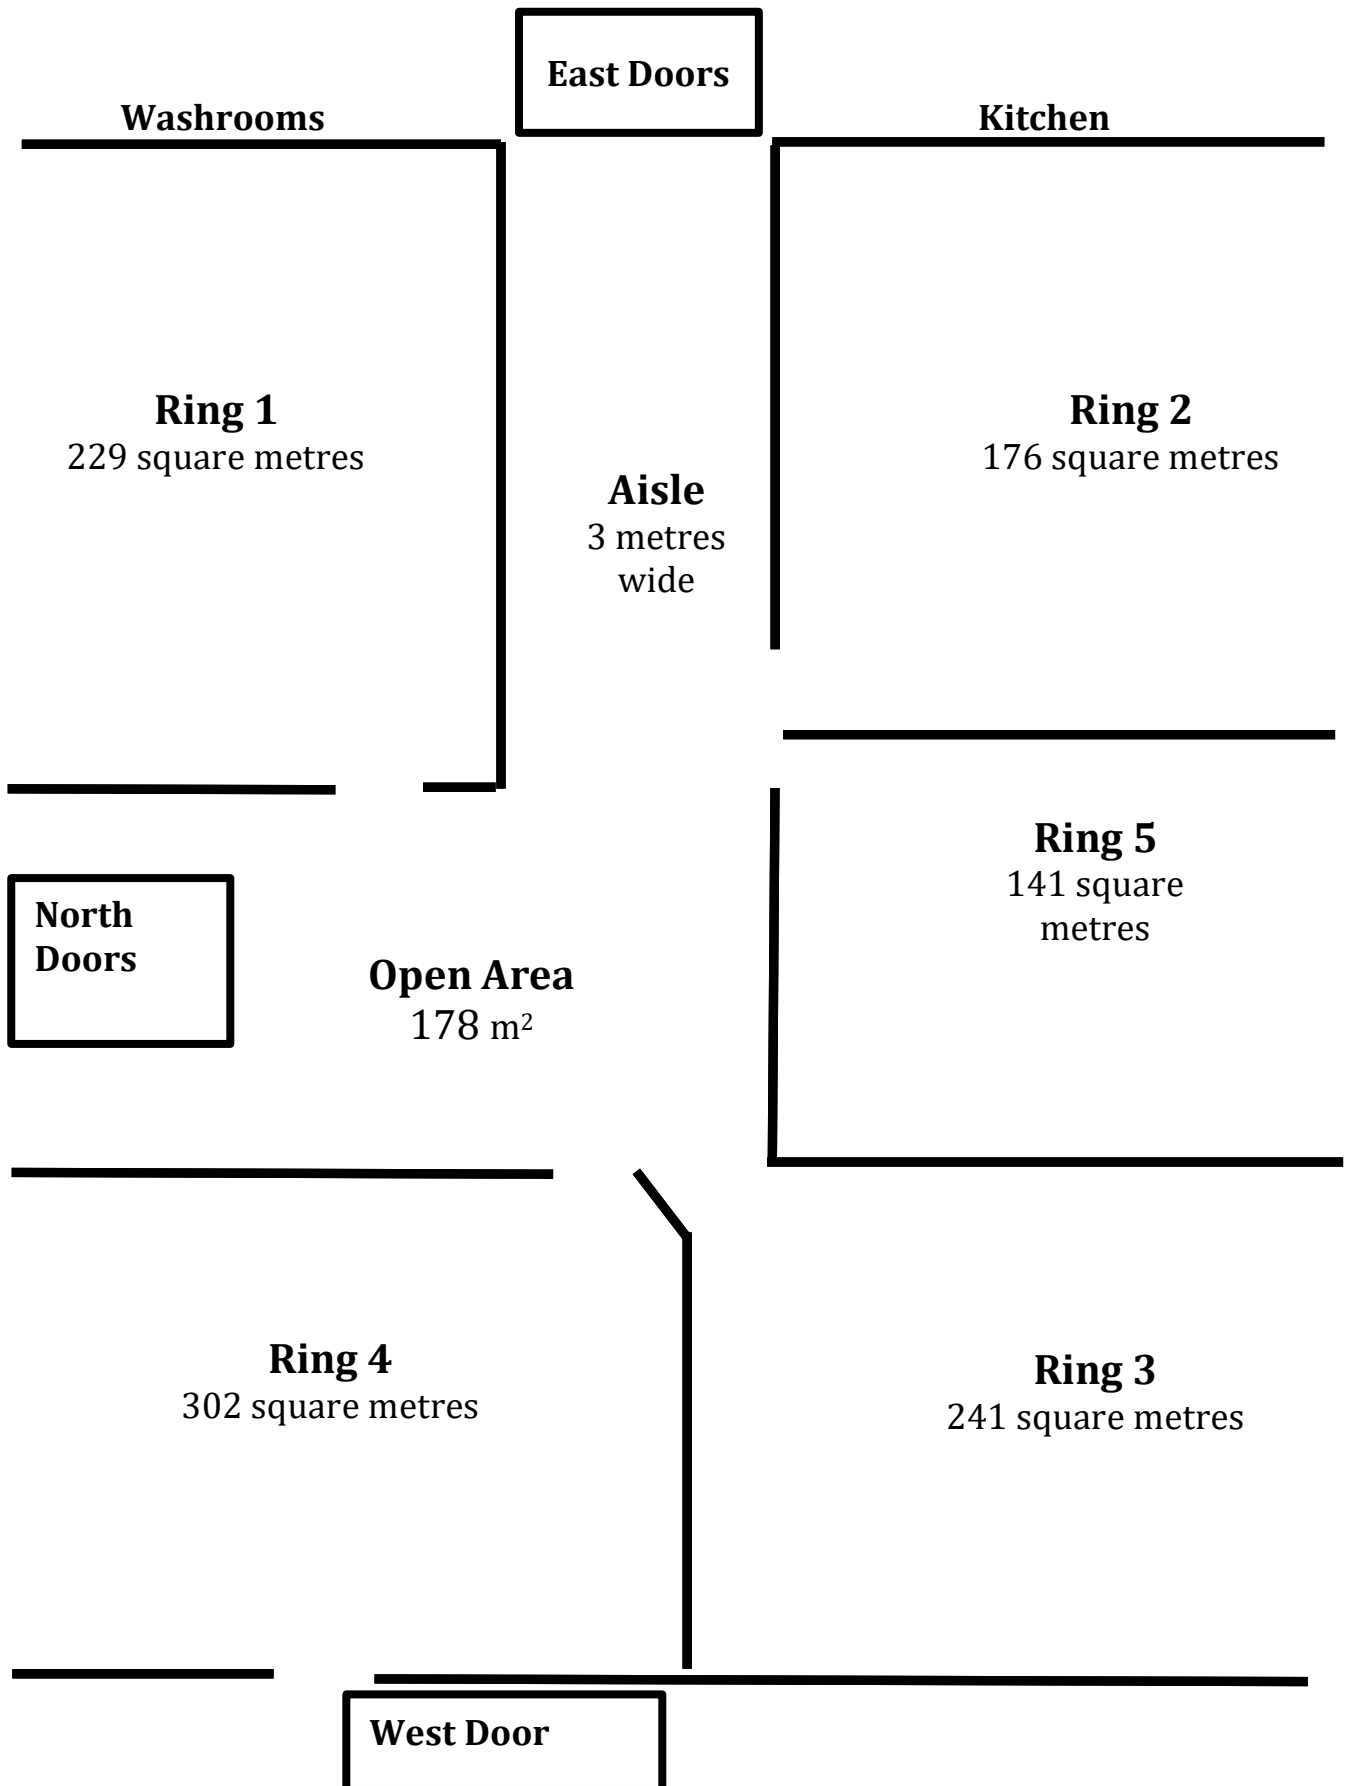 East Doors
Washrooms
Kitchen
Ring 1
229 square metres
Ring 2
176 square metres
Aisle
3 metres
wide
Ring 5
141 square
metres
North
Doors
Open Area
178 m²
Ring 4
302 square metres
Ring 3
241 square metres
West Door